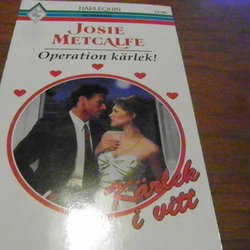 HARLEQUIN
JOSIE
METCALFE
Operation kärlek!
Kärlek
i vitt